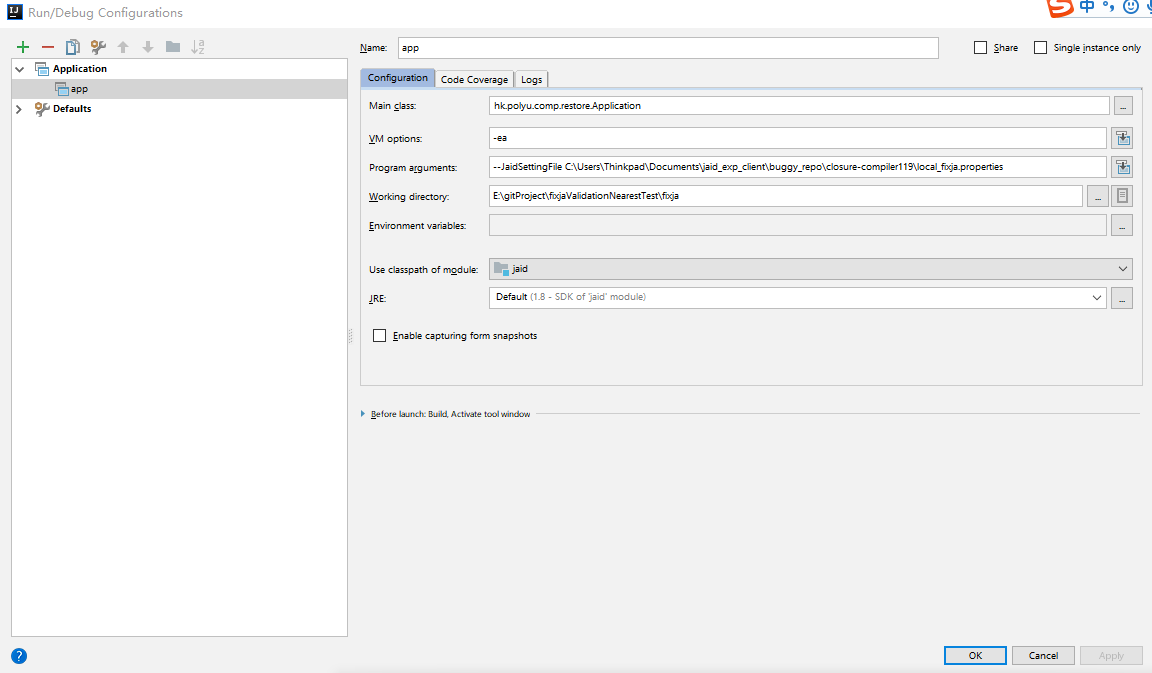 IJ Run/Debug Configurations
中
Application
app
Defaults
Name: app
Share
Single instance only
Configuration
Code Coverage
Logs
Main class: hk.polyu.comp.restore.Application ...
VM options: -ea
Program arguments: --JaidSettingFile C:\Users\Thinkpad\Documents\jaid_exp_client\buggy_repo\closure-compiler119\local_fixja.properties
Working directory: E:\gitProject\fixjaValidationNearestTest\fixja ...
Environment variables: ...
Use classpath of module: jaid
JRE: Default (1.8 - SDK of 'jaid' module) ...
Enable capturing form snapshots
Before launch: Build, Activate tool window
?
OK
Cancel
Apply